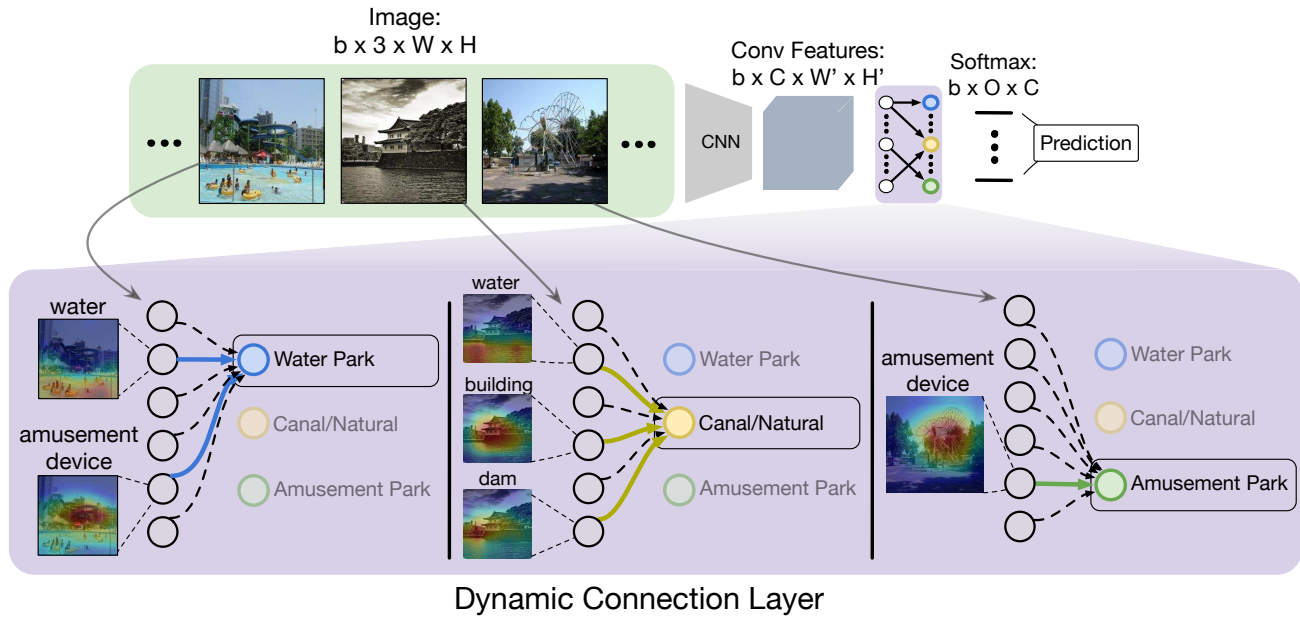 Image:
b x 3 x W x H
Conv Features:
b x C x W' x H'
Softmax:
b x O x C
CNN
Prediction
water
amusement
device
Water Park
Canal/Natural
Amusement Park
water
building
dam
Water Park
Canal/Natural
Amusement Park
amusement
device
Water Park
Canal/Natural
Amusement Park
Dynamic Connection Layer